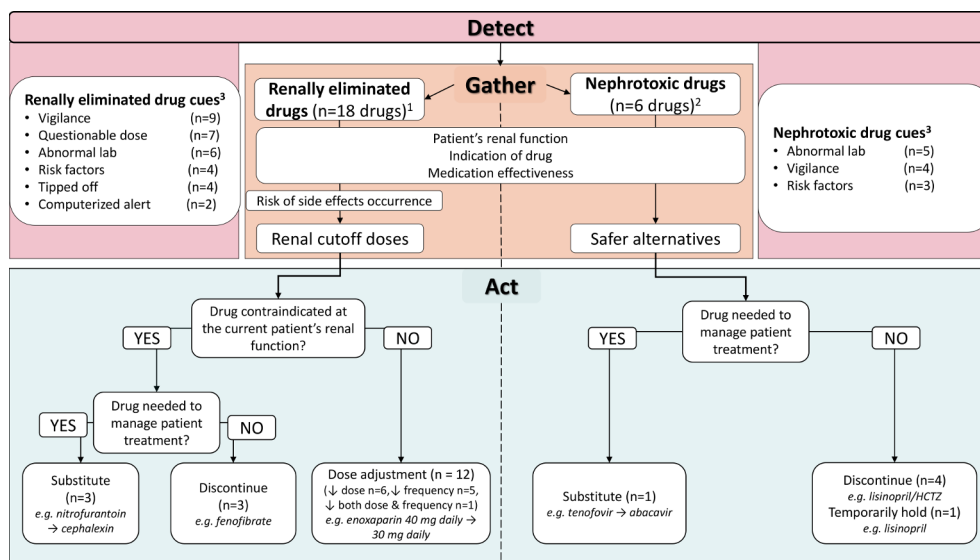 Detect
Renally eliminated drug cues³
• Vigilance (n=9)
• Questionable dose (n=7)
• Abnormal lab (n=6)
• Risk factors (n=4)
• Tipped off (n=4)
• Computerized alert (n=2)
Gather
Renally eliminated
drugs (n=18 drugs)¹
Nephrotoxic drugs
(n=6 drugs)²
Patient's renal function
Indication of drug
Medication effectiveness
Risk of side effects occurrence
Renal cutoff doses
Safer alternatives
Nephrotoxic drug cues³
• Abnormal lab (n=5)
• Vigilance (n=4)
• Risk factors (n=3)
Act
Drug contraindicated at
the current patient's renal
function?
YES
NO
Drug needed to
manage patient
treatment?
YES
NO
Substitute
(n=3)
e.g. nitrofurantoin
→ cephalexin
Discontinue
(n=3)
e.g. fenofibrate
Dose adjustment (n = 12)
(↓ dose n=6,↓ frequency n=5,
↓ both dose & frequency n=1)
e.g. enoxaparin 40 mg daily →
30 mg daily
Drug needed to
manage patient
treatment?
YES
NO
Substitute (n=1)
e.g. tenofovir → abacavir
Discontinue (n=4)
e.g. lisinopril/HCTZ
Temporarily hold (n=1)
e.g. lisinopril